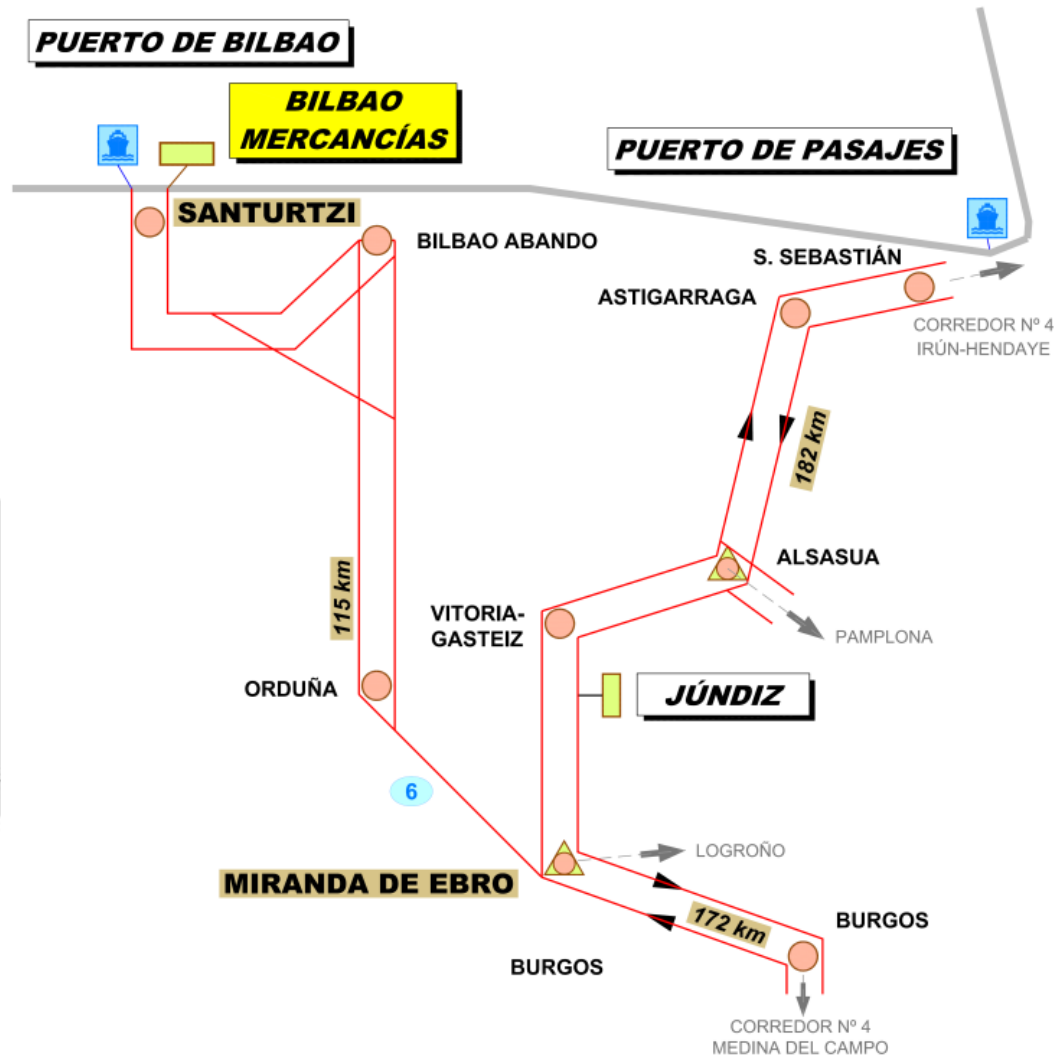 PUERTO DE BILBAO
BILBAO
MERCANCÍAS
PUERTO DE PASAJES
SANTURTZI
BILBAO ABANDO
S. SEBASTIÁN
ASTIGARRAGA
CORREDOR Nº 4
IRÚN-HENDAYE
182 km
ALSASUA
115 km
VITORIA-
GASTEIZ
PAMPLONA
ORDUÑA
JÚNDIZ
6
LOGROÑO
MIRANDA DE EBRO
172 km
BURGOS
BURGOS
CORREDOR Nº 4
MEDINA DEL CAMPO